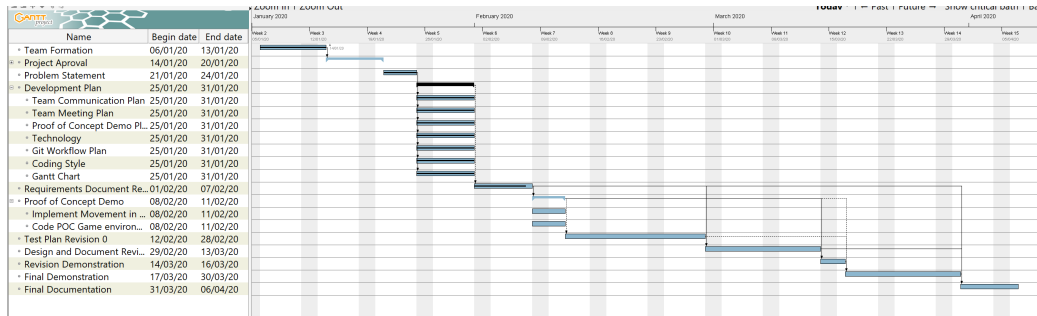 GANTT project
Zoom In Zoom Out Today Past Future Show critical path
January 2020 February 2020 March 2020 April 2020
Name Begin date End date
Week 2 Week 3 Week 4 Week 5 Week 6 Week 7 Week 8 Week 9 Week 10 Week 11 Week 12 Week 13 Week 14 Week 15
Team Formation 06/01/20 13/01/20
Project Aproval 14/01/20 20/01/20
Problem Statement 21/01/20 24/01/20
Development Plan 25/01/20 31/01/20
Team Communication Plan 25/01/20 31/01/20
Team Meeting Plan 25/01/20 31/01/20
Proof of Concept Demo Pl... 25/01/20 31/01/20
Technology 25/01/20 31/01/20
Git Workflow Plan 25/01/20 31/01/20
Coding Style 25/01/20 31/01/20
Gantt Chart 25/01/20 31/01/20
Requirements Document Re... 01/02/20 07/02/20
Proof of Concept Demo 08/02/20 11/02/20
Implement Movement in ... 08/02/20 11/02/20
Code POC Game environ... 08/02/20 11/02/20
Test Plan Revision 0 12/02/20 28/02/20
Design and Document Revi... 29/02/20 13/03/20
Revision Demonstration 14/03/20 16/03/20
Final Demonstration 17/03/20 30/03/20
Final Documentation 31/03/20 06/04/20